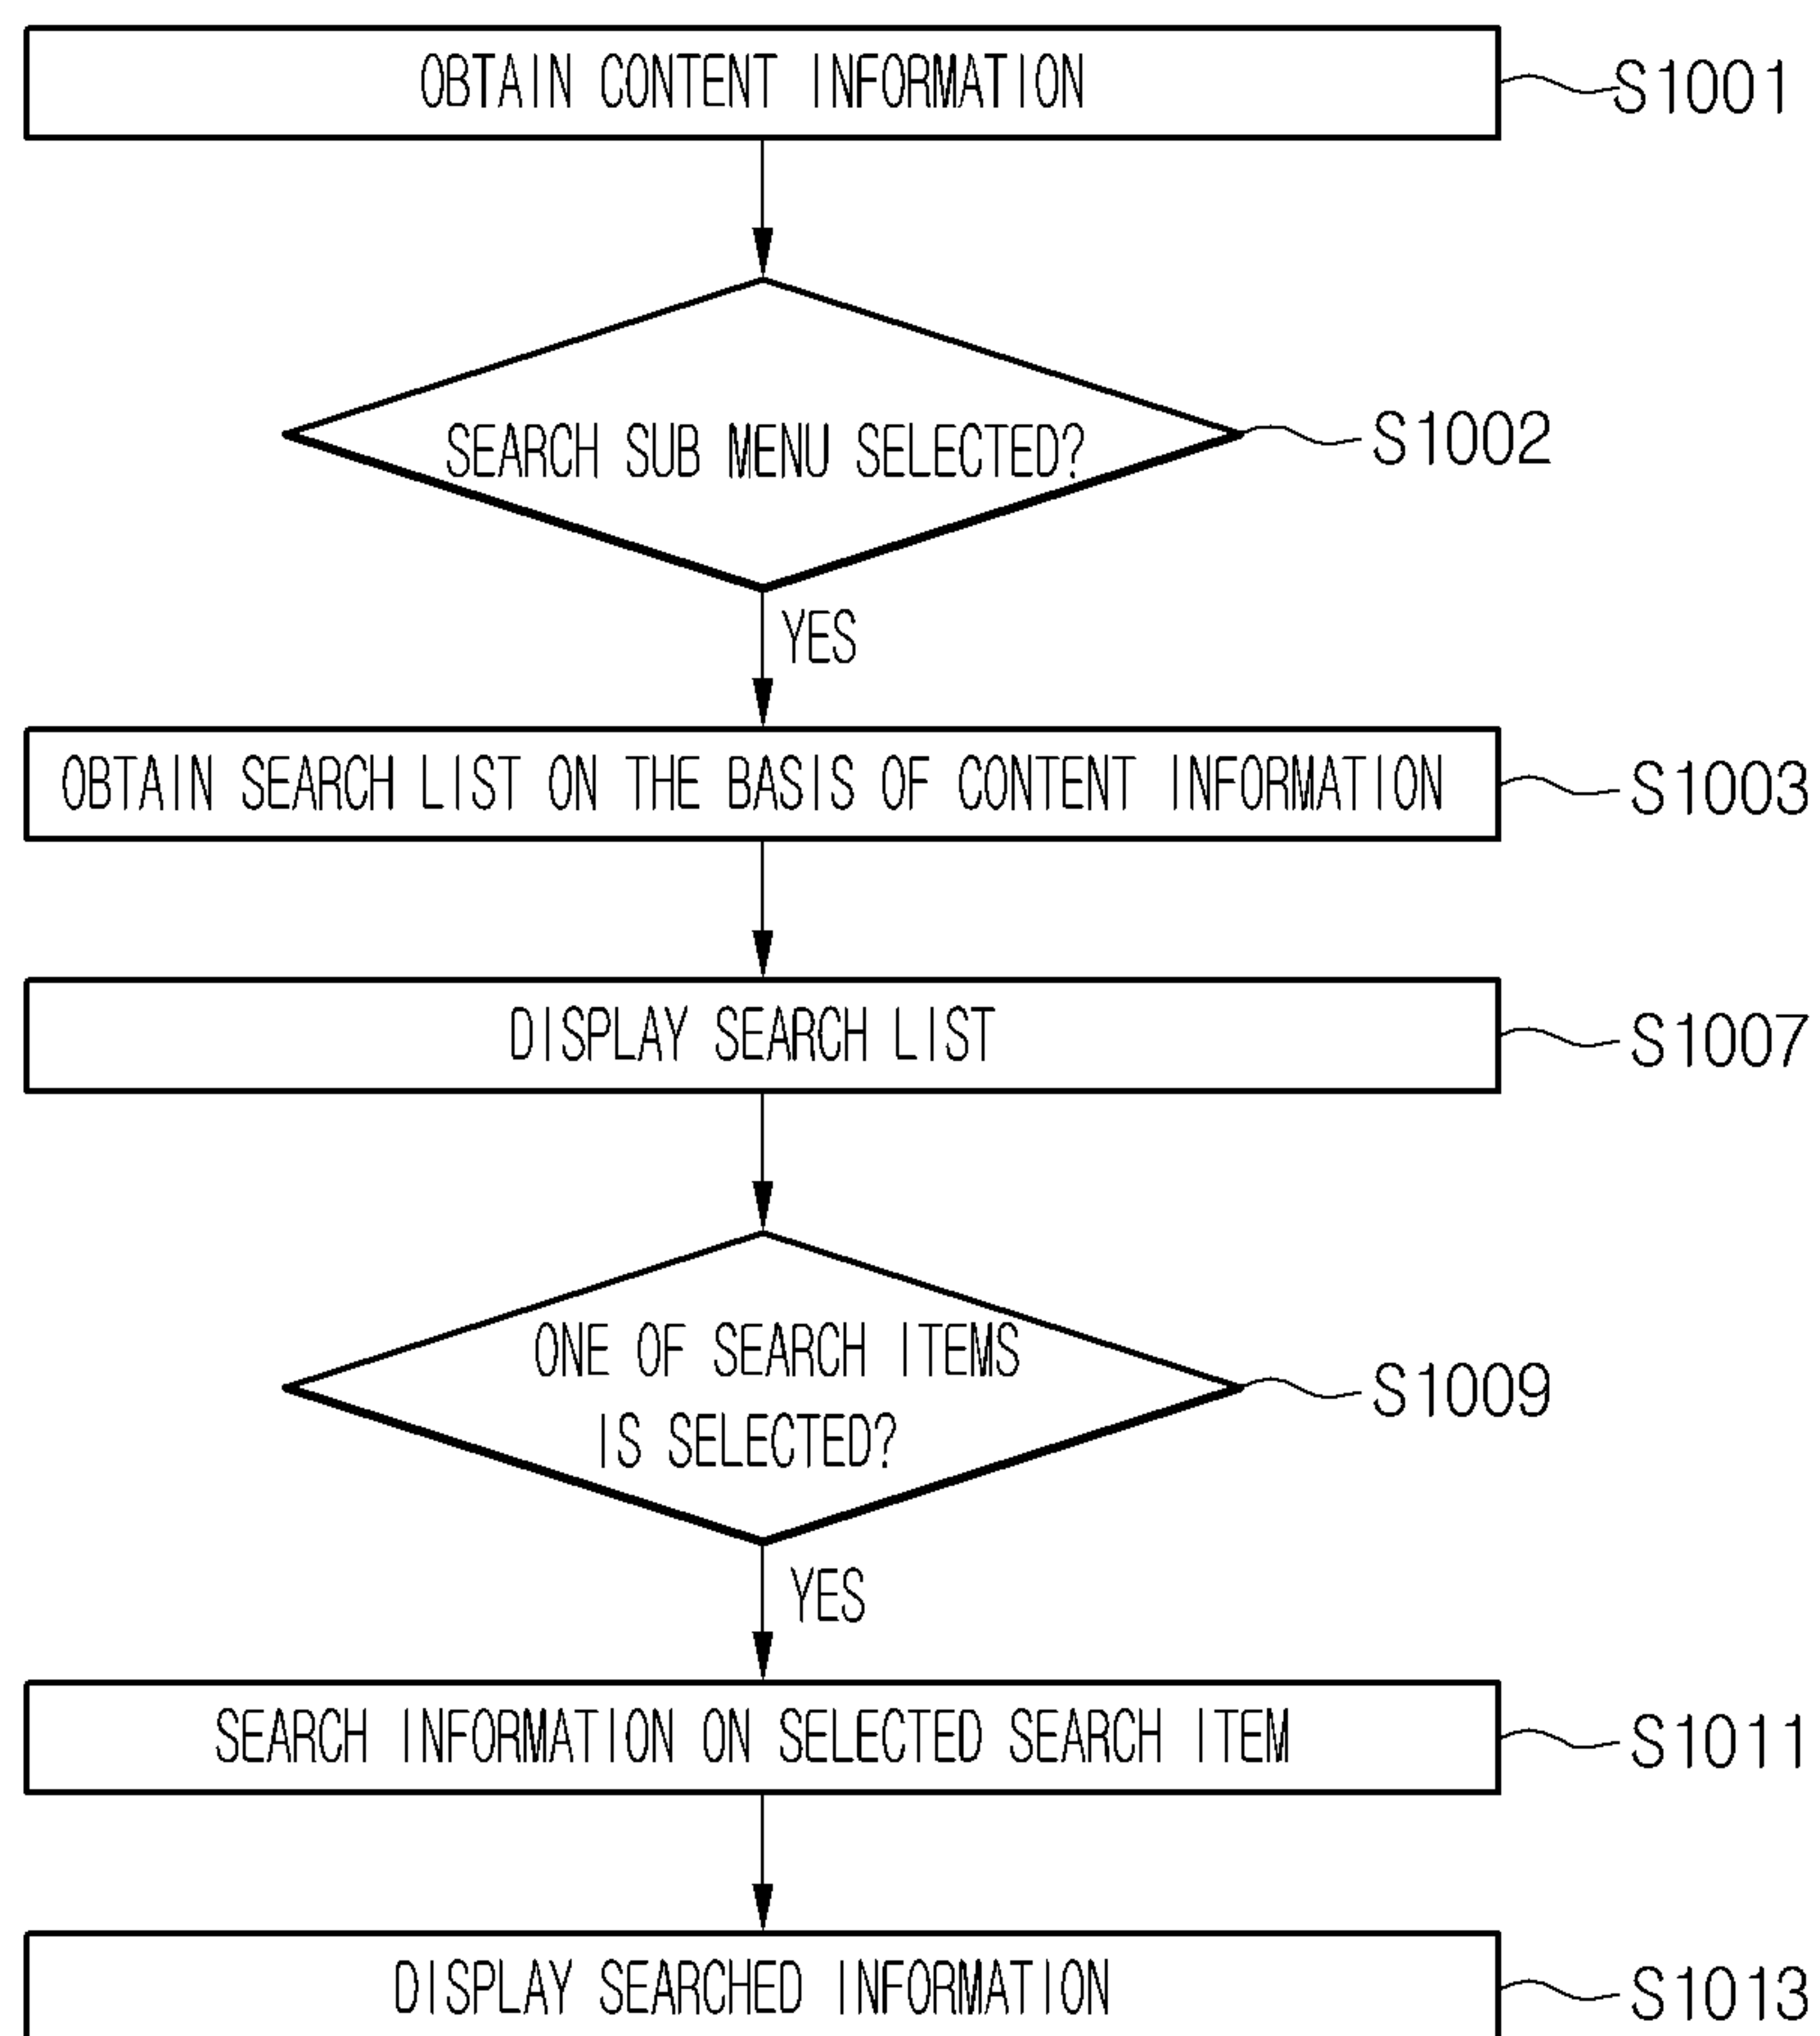 OBTAIN CONTENT INFORMATION
S1001
SEARCH SUB MENU SELECTED?
S1002
YES
OBTAIN SEARCH LIST ON THE BASIS OF CONTENT INFORMATION
S1003
DISPLAY SEARCH LIST
S1007
ONE OF SEARCH ITEMS
IS SELECTED?
S1009
YES
SEARCH INFORMATION ON SELECTED SEARCH ITEM
S1011
DISPLAY SEARCHED INFORMATION
S1013